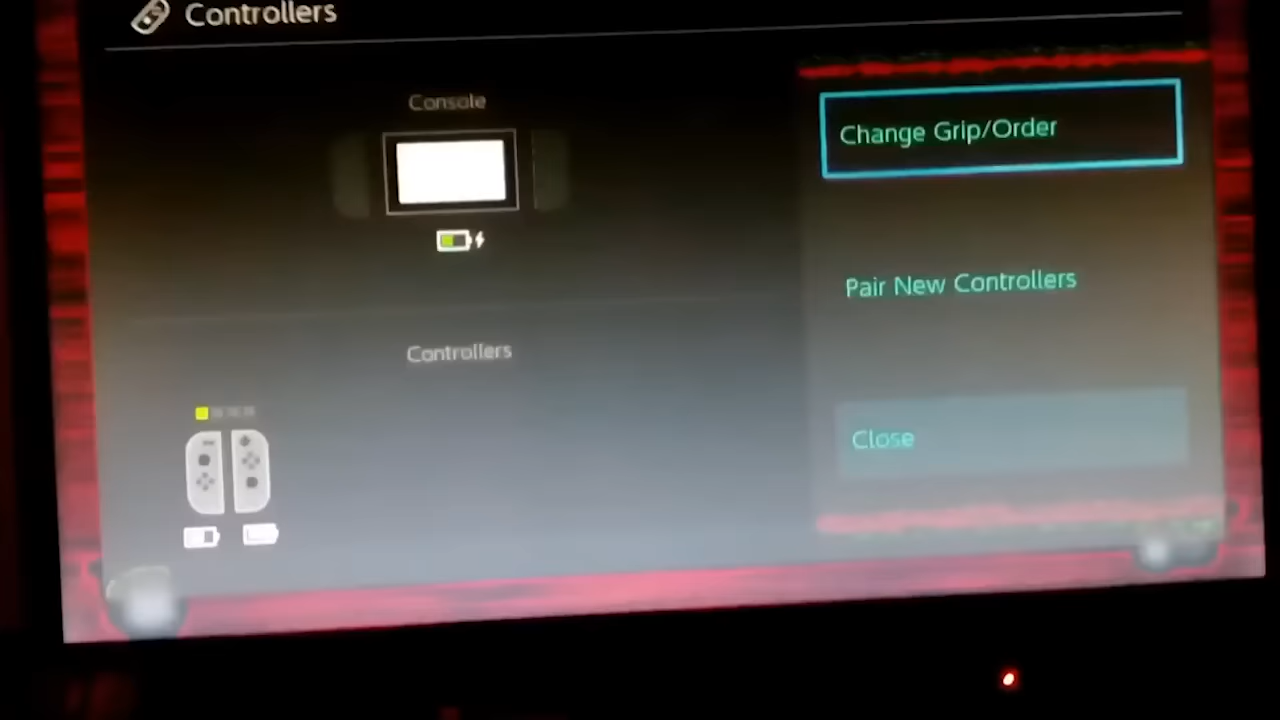 Controllers
Console
Change Grip/Order
Pair New Controllers
Controllers
Close